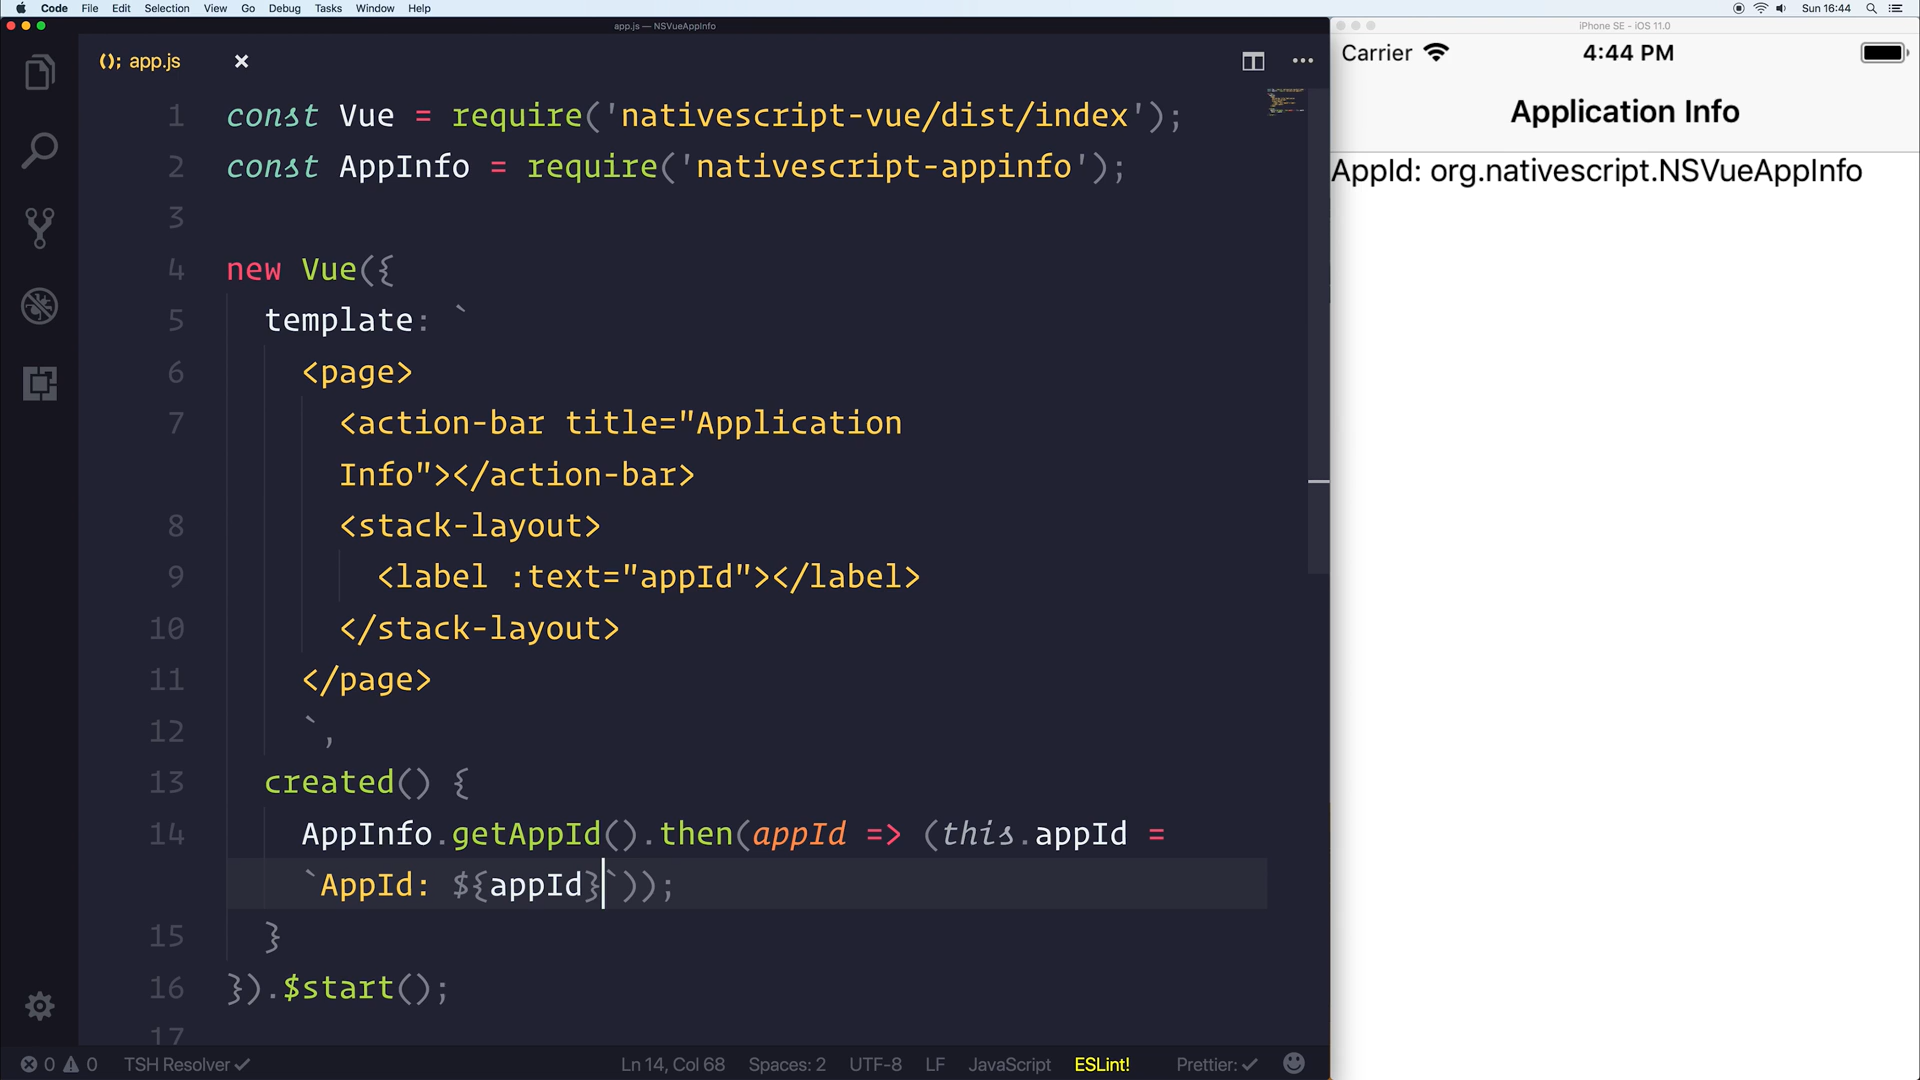 Code File Edit Selection View Go Debug Tasks Window Help Sun 16:44
app.js — NSVueAppInfo
iPhone SE - iOS 11.0
(); app.js
Carrier 4:44 PM
Application Info
AppId: org.nativescript.NSVueAppInfo
1 const Vue = require('nativescript-vue/dist/index');
2 const AppInfo = require('nativescript-appinfo');
3
4 new Vue({
5 template: `
6 <page>
7 <action-bar title="Application
Info"></action-bar>
8 <stack-layout>
9 <label :text="appId"></label>
10 </stack-layout>
11 </page>
12 `,
13 created() {
14 AppInfo.getAppId().then(appId => (this.appId =
`AppId: ${appId}`));
15 }
16 }).$start();
17
0 0 TSH Resolver ✓ Ln 14, Col 68 Spaces: 2 UTF-8 LF JavaScript ESLint! Prettier: ✓